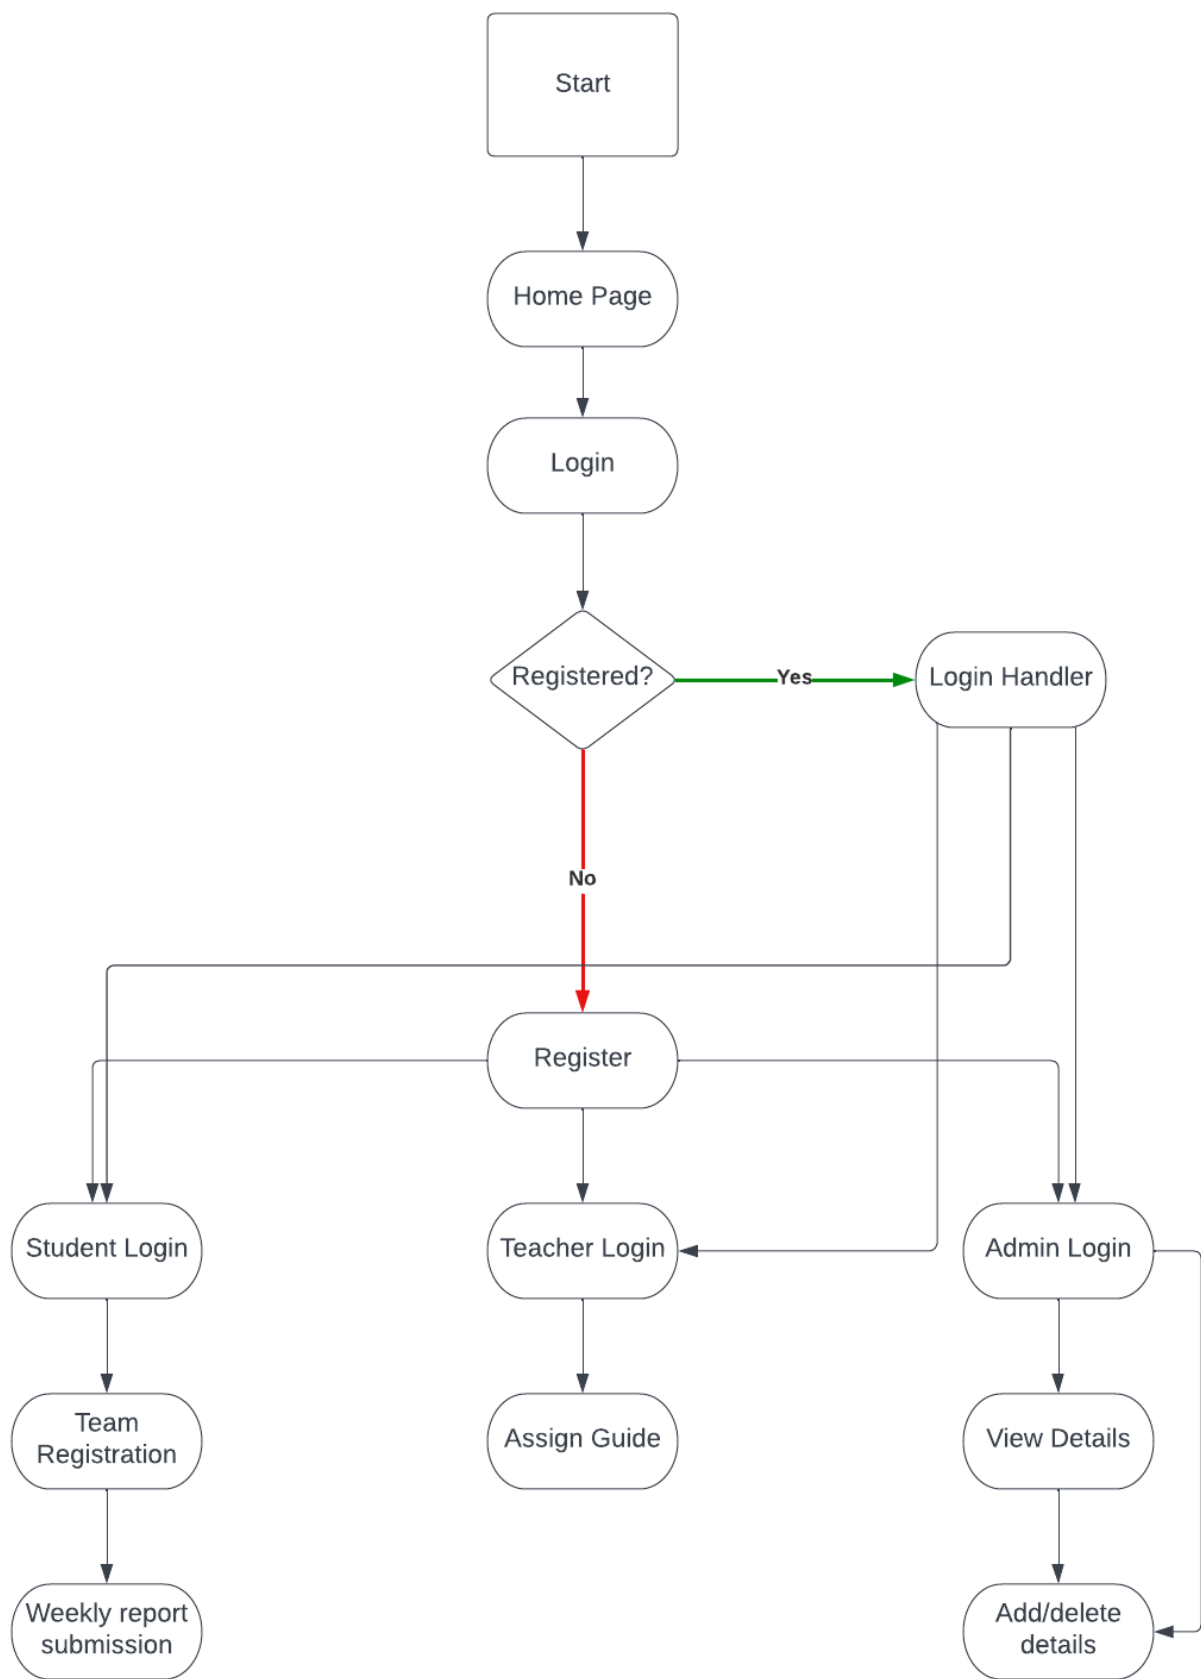 Start
Home Page
Login
Registered?
Yes
Login Handler
No
Register
Student Login
Teacher Login
Admin Login
Team
Registration
Assign Guide
View Details
Weekly report
submission
Add/delete
details